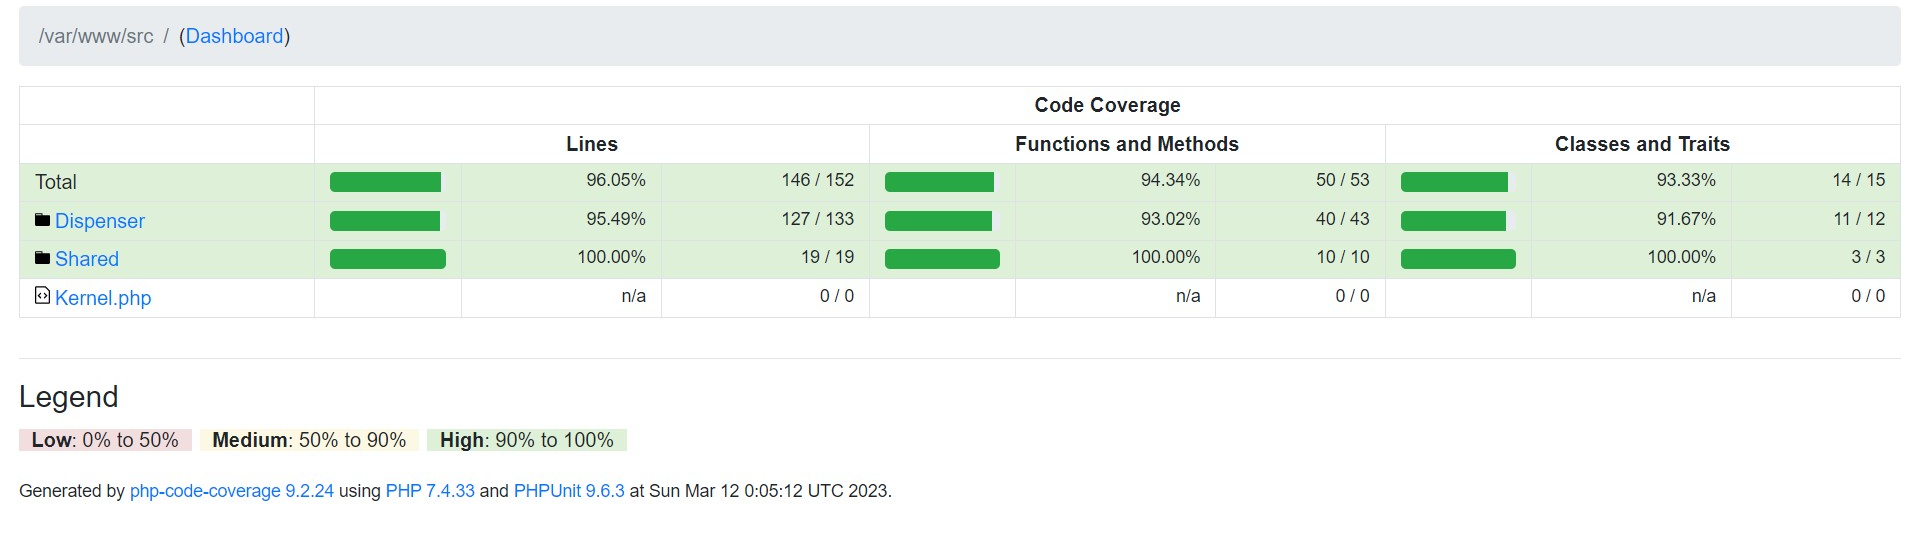 /var/www/src / (Dashboard)
Code Coverage
Lines Functions and Methods Classes and Traits
Total 96.05% 146 / 152 94.34% 50 / 53 93.33% 14 / 15
Dispenser 95.49% 127 / 133 93.02% 40 / 43 91.67% 11 / 12
Shared 100.00% 19 / 19 100.00% 10 / 10 100.00% 3 / 3
Kernel.php n/a 0 / 0 n/a 0 / 0 n/a 0 / 0
Legend
Low: 0% to 50% Medium: 50% to 90% High: 90% to 100%
Generated by php-code-coverage 9.2.24 using PHP 7.4.33 and PHPUnit 9.6.3 at Sun Mar 12 0:05:12 UTC 2023.